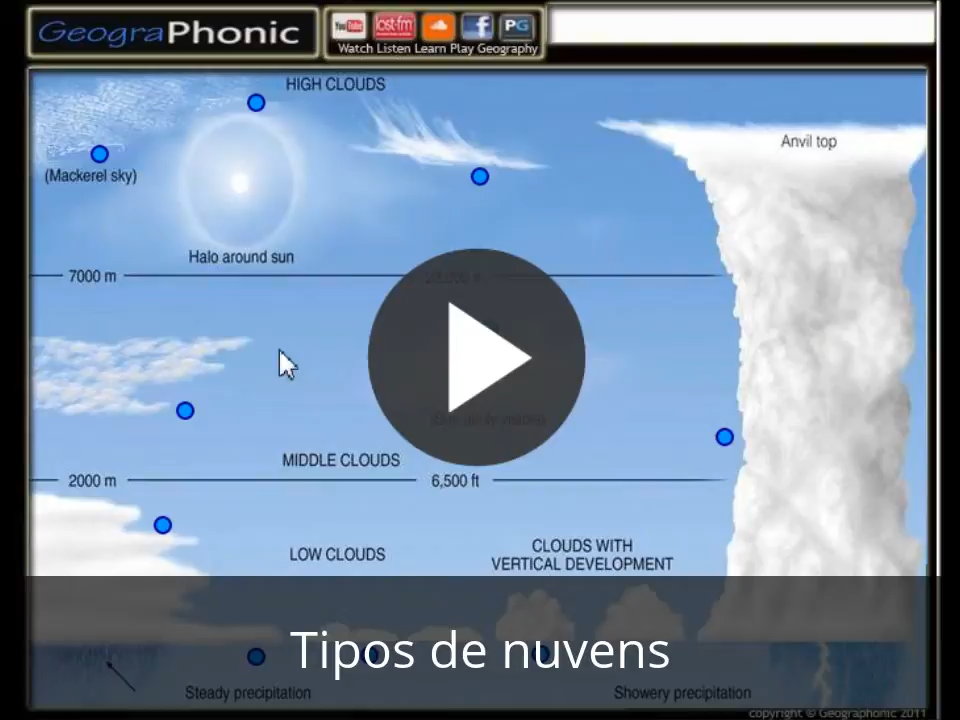 GeograPhonic
You Tube
lost.fm
PG
Watch Listen Learn Play Geography
HIGH CLOUDS
Anvil top
(Mackerel sky)
Halo around sun
7000 m
MIDDLE CLOUDS
2000 m
6,500 ft
LOW CLOUDS
CLOUDS WITH
VERTICAL DEVELOPMENT
Tipos de nuvens
Steady precipitation
Showery precipitation
copyright © Geographonic 2011